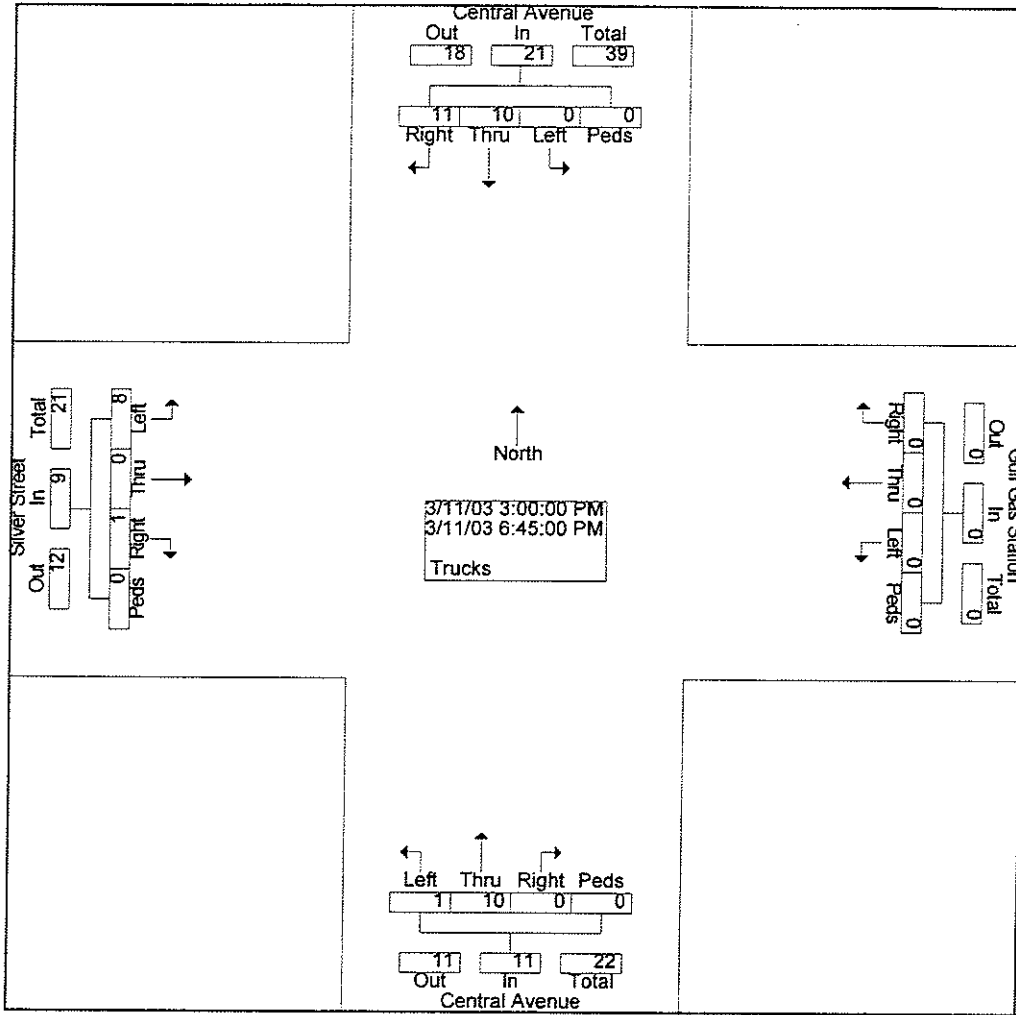 Central Avenue
Out In Total
18 21 39
11 10 0 0
Right Thru Left Peds
Silver Street
Total In Out
21 9 12
8 0 1 0
Left Thru Right Peds
North
3/11/03 3:00:00 PM
3/11/03 6:45:00 PM
Trucks
Right Thru Left Peds
0 0 0 0
Out In Total
0 0 0
Gas Station
Left Thru Right Peds
1 10 0 0
11 11 22
Out In Total
Central Avenue